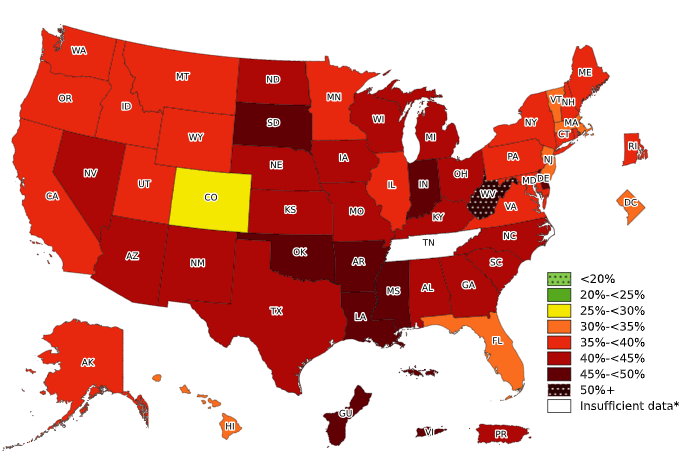 WA
ME
MT
ND
VT
NH
OR
MN
ID
SD
WI
NY
MA
CT
WY
MI
RI
IA
PA
NJ
NE
OH
NV
IL
IN
MD
DE
UT
CO
WV
CA
VA
DC
KS
MO
KY
NC
TN
OK
AZ
NM
AR
SC
MS
AL
GA
TX
LA
FL
AK
GU
HI
VI
PR
<20%
20%-<25%
25%-<30%
30%-<35%
35%-<40%
40%-<45%
45%-<50%
50%+
Insufficient data*